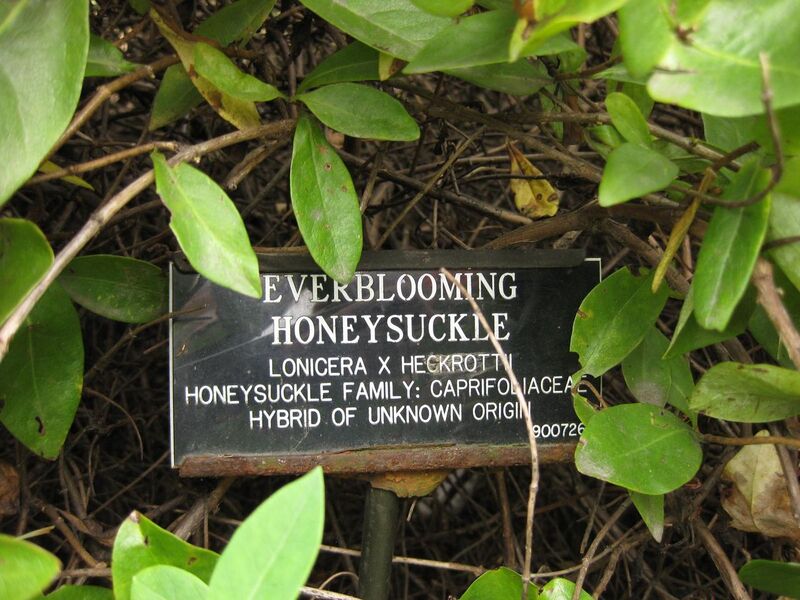 EVERBLOOMING
HONEYSUCKLE
LONICERA X HECKROTTII
HONEYSUCKLE FAMILY: CAPRIFOLIACEAE
HYBRID OF UNKNOWN ORIGIN
900726